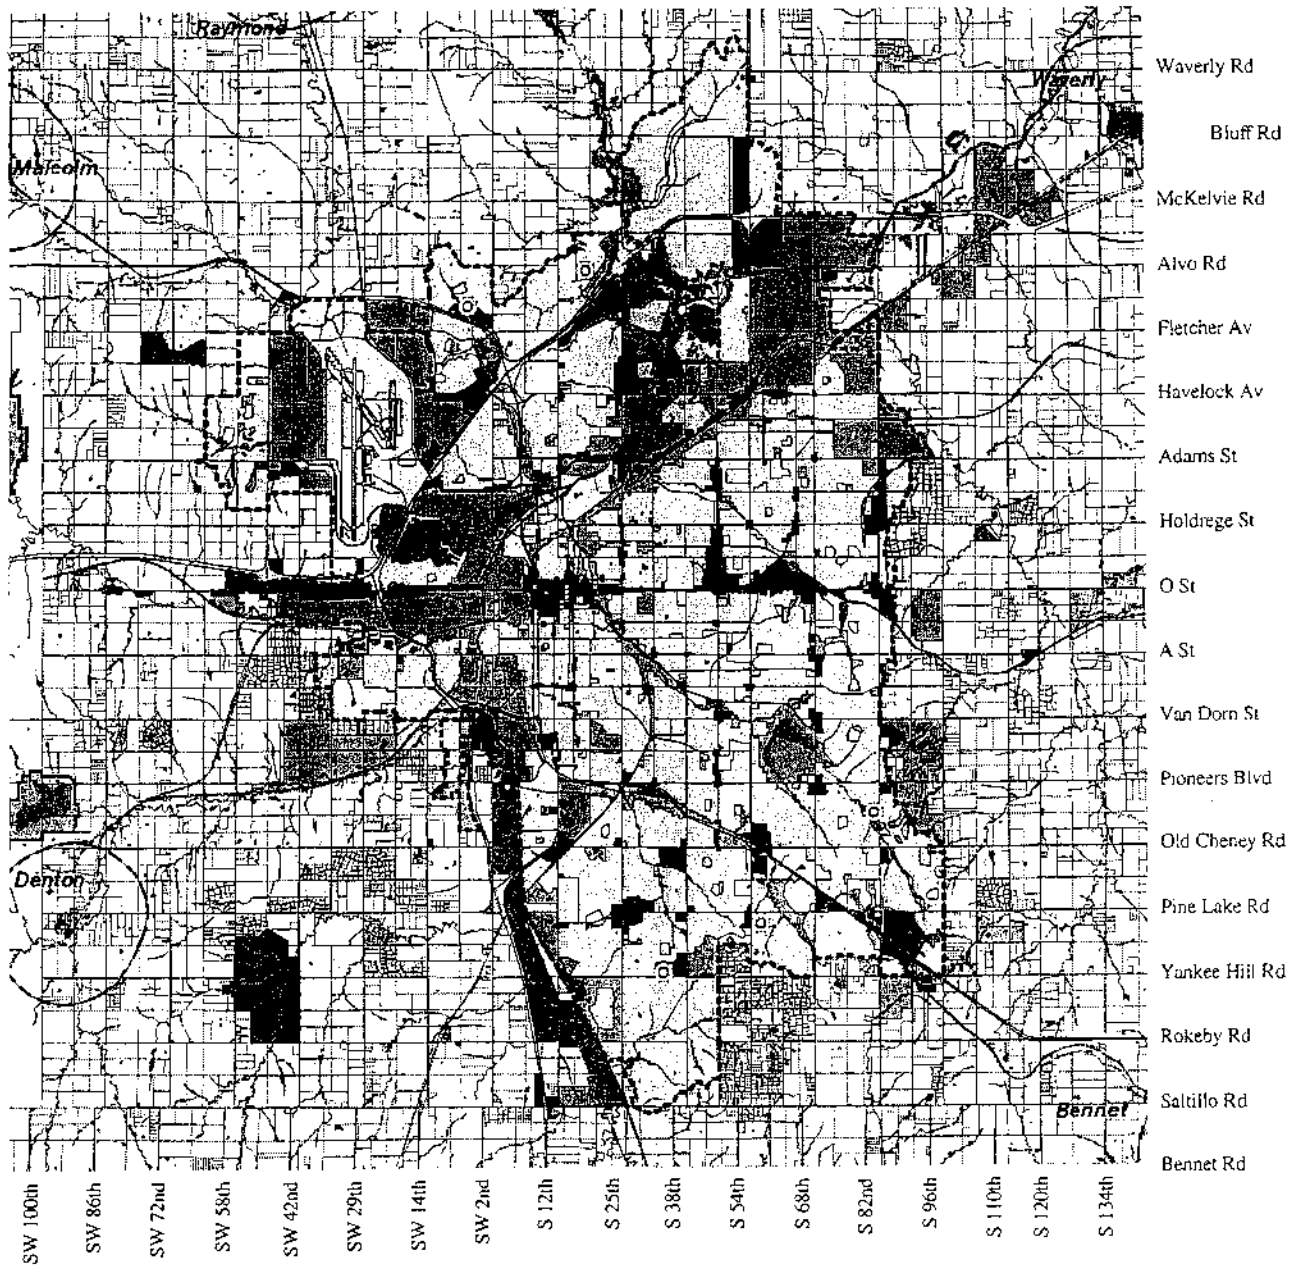 Raymond
Waverly Rd
Waverly
Bluff Rd
Malcolm
McKelvie Rd
Alvo Rd
Fletcher Av
Havelock Av
Adams St
Holdrege St
O St
A St
Van Dorn St
Pioneers Blvd
Old Cheney Rd
Denton
Pine Lake Rd
Yankee Hill Rd
Rokeby Rd
Saltillo Rd
Bennet
Bennet Rd
SW 100th
SW 86th
SW 72nd
SW 58th
SW 42nd
SW 29th
SW 14th
SW 2nd
S 12th
S 25th
S 38th
S 54th
S 68th
S 82nd
S 96th
S 110th
S 120th
S 134th